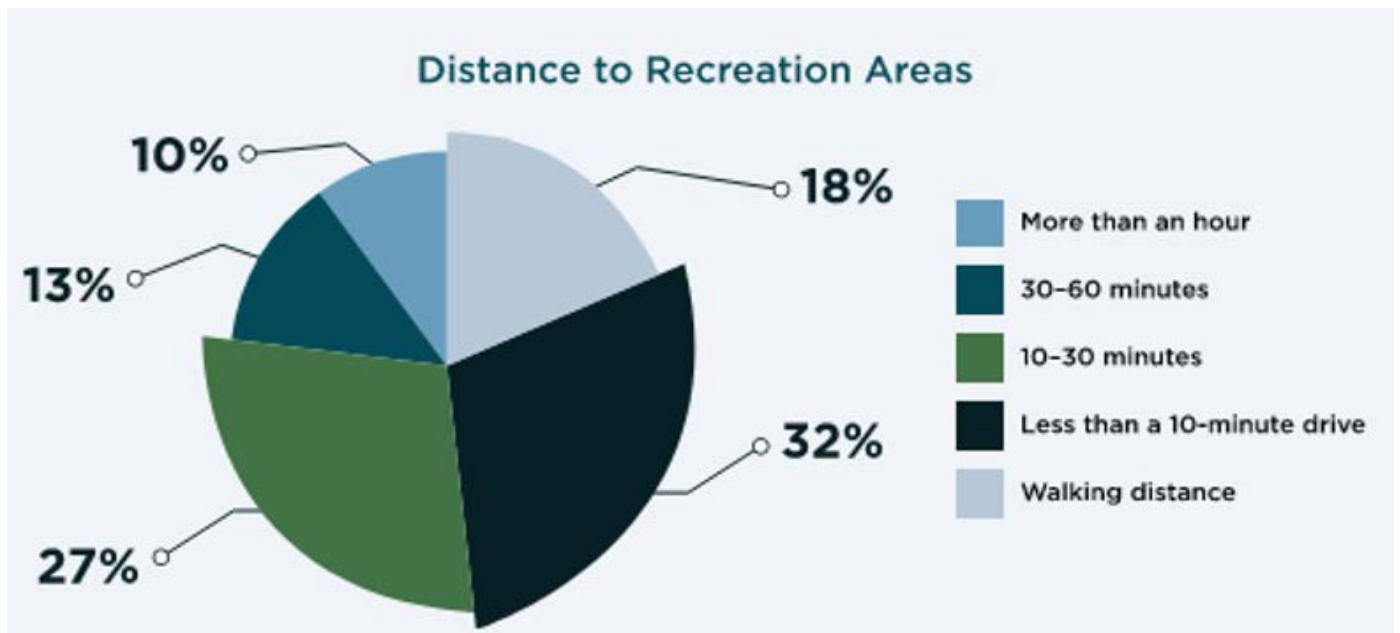 Distance to Recreation Areas
10%
18%
13%
32%
27%
More than an hour
30–60 minutes
10–30 minutes
Less than a 10-minute drive
Walking distance